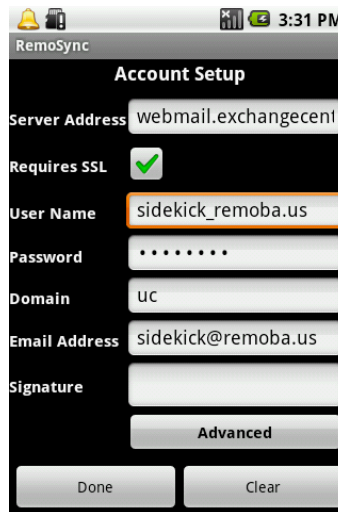 3:31 PM
RemoSync
Account Setup
Server Address webmail.exchangecent
Requires SSL
User Name sidekick_remoba.us
Password ••••••••
Domain uc
Email Address sidekick@remoba.us
Signature
Advanced
Done Clear